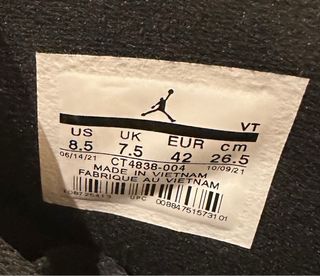 VT
US UK EUR cm
8.5 7.5 42 26.5
06/14/21 CT4838-004 10/09/21
MADE IN VIETNAM
FABRIQUE AU VIETNAM
UPC 00884751573101